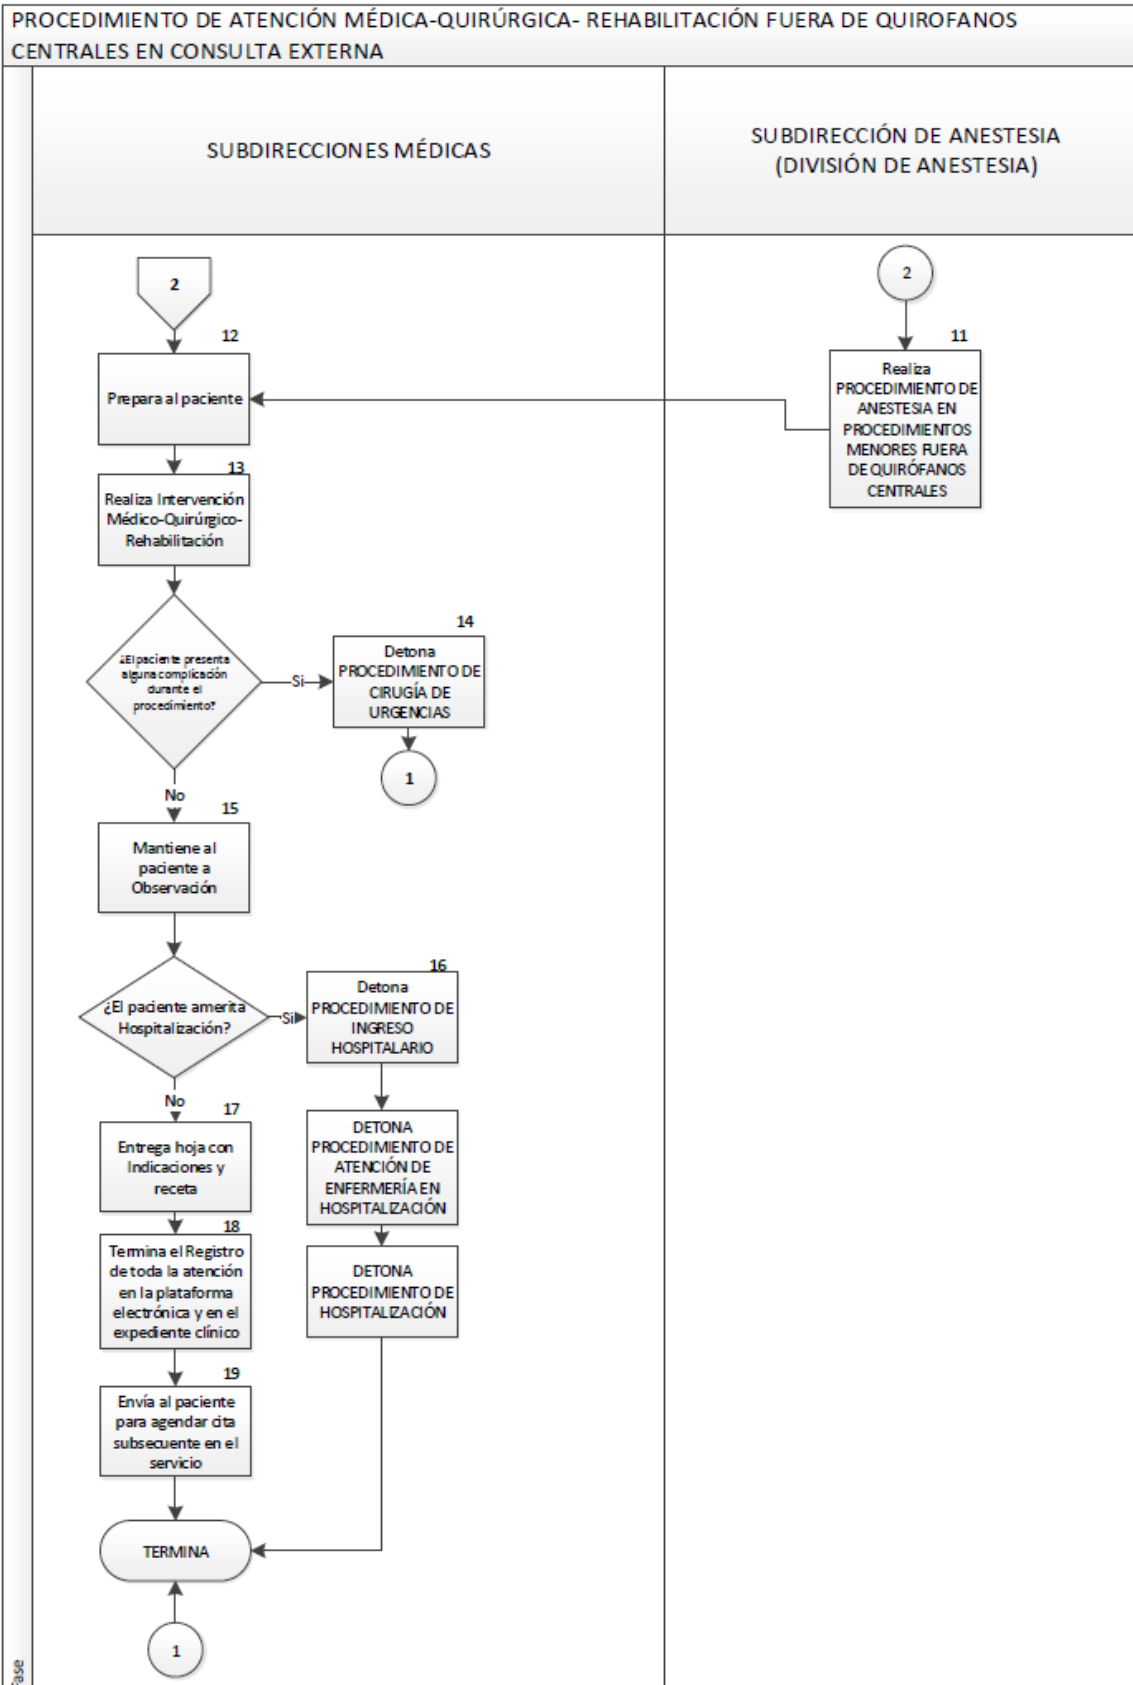 PROCEDIMIENTO DE ATENCIÓN MÉDICA-QUIRÚRGICA- REHABILITACIÓN FUERA DE QUIROFANOS
CENTRALES EN CONSULTA EXTERNA
SUBDIRECCIONES MÉDICAS
SUBDIRECCIÓN DE ANESTESIA
(DIVISIÓN DE ANESTESIA)
2
2
11
Realiza
PROCEDIMIENTO DE
ANESTESIA EN
PROCEDIMIENTOS
MENORES FUERA
DE QUIRÓFANOS
CENTRALES
12
Prepara al paciente
13
Realiza Intervención
Médico-Quirúrgico-
Rehabilitación
¿El paciente presenta
alguna complicación
durante el
procedimiento?
Si
14
Detona
PROCEDIMIENTO DE
CIRUGÍA DE
URGENCIAS
1
No
15
Mantiene al
paciente a
Observación
¿El paciente amerita
Hospitalización?
Si
16
Detona
PROCEDIMIENTO DE
INGRESO
HOSPITALARIO
DETONA
PROCEDIMIENTO DE
ATENCIÓN DE
ENFERMERÍA EN
HOSPITALIZACIÓN
DETONA
PROCEDIMIENTO DE
HOSPITALIZACIÓN
No
17
Entrega hoja con
Indicaciones y
receta
18
Termina el Registro
de toda la atención
en la plataforma
electrónica y en el
expediente clínico
19
Envía al paciente
para agendar cita
subsecuente en el
servicio
TERMINA
1
Fase